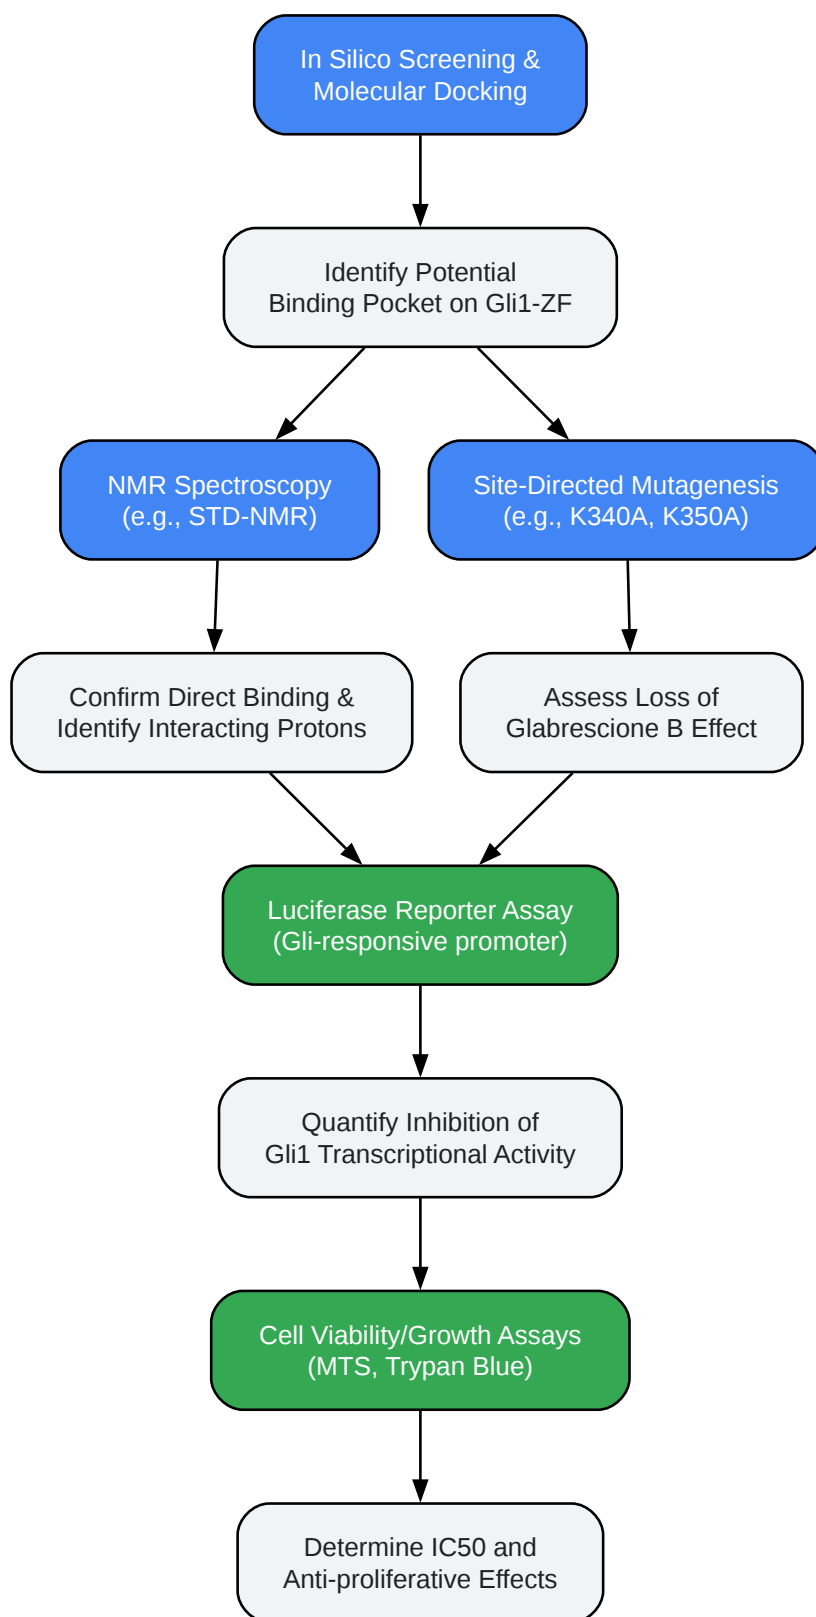 In Silico Screening &
Molecular Docking
Identify Potential
Binding Pocket on Gli1-ZF
NMR Spectroscopy
(e.g., STD-NMR)
Site-Directed Mutagenesis
(e.g., K340A, K350A)
Confirm Direct Binding &
Identify Interacting Protons
Assess Loss of
Glabrescione B Effect
Luciferase Reporter Assay
(Gli-responsive promoter)
Quantify Inhibition of
Gli1 Transcriptional Activity
Cell Viability/Growth Assays
(MTS, Trypan Blue)
Determine IC50 and
Anti-proliferative Effects